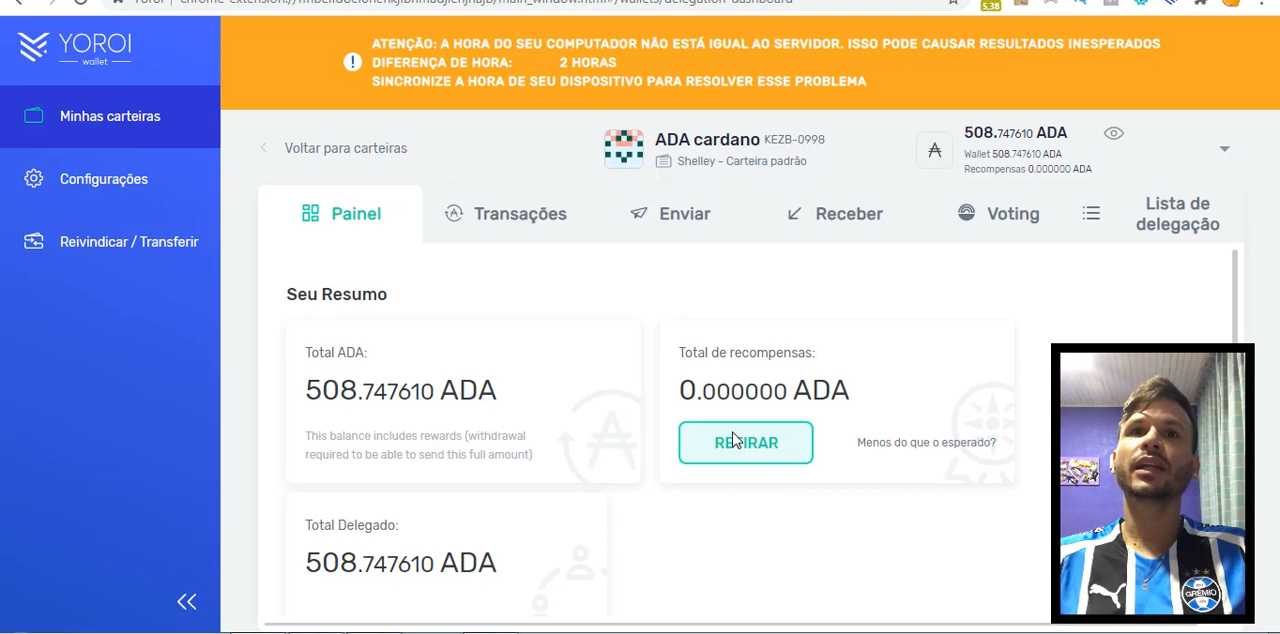 5,38
YOROI
wallet
Minhas carteiras
Configurações
Reivindicar / Transferir
ATENÇÃO: A HORA DO SEU COMPUTADOR NÃO ESTÁ IGUAL AO SERVIDOR. ISSO PODE CAUSAR RESULTADOS INESPERADOS
DIFERENÇA DE HORA: 2 HORAS
SINCRONIZE A HORA DE SEU DISPOSITIVO PARA RESOLVER ESSE PROBLEMA
Voltar para carteiras
ADA cardano KEZB-0998
Shelley - Carteira padrão
508.747610 ADA
Wallet 508.747610 ADA
Recompensas 0.000000 ADA
Painel
Transações
Enviar
Receber
Voting
Lista de
delegação
Seu Resumo
Total ADA:
508.747610 ADA
This balance includes rewards (withdrawal
required to be able to send this full amount)
Total de recompensas:
0.000000 ADA
RETIRAR
Menos do que o esperado?
Total Delegado:
508.747610 ADA
GRÊMIO